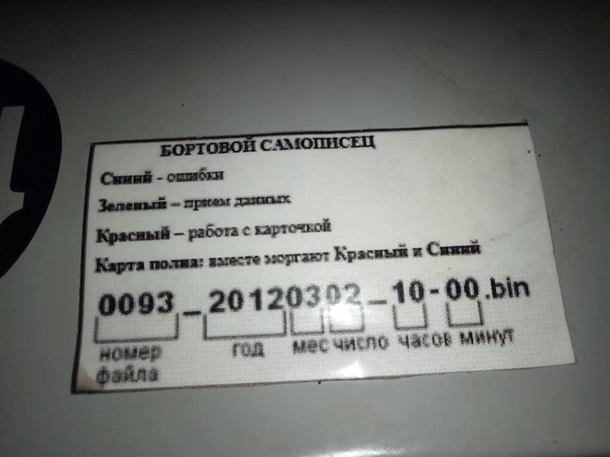 БОРТОВОЙ САМОПИСЕЦ
Синий - ошибки
Зеленый – прием данных
Красный – работа с карточкой
Карта полна: вместе моргают Красный и Синий
0093_20120302_10-00.bin
номер файла год мес число часов минут